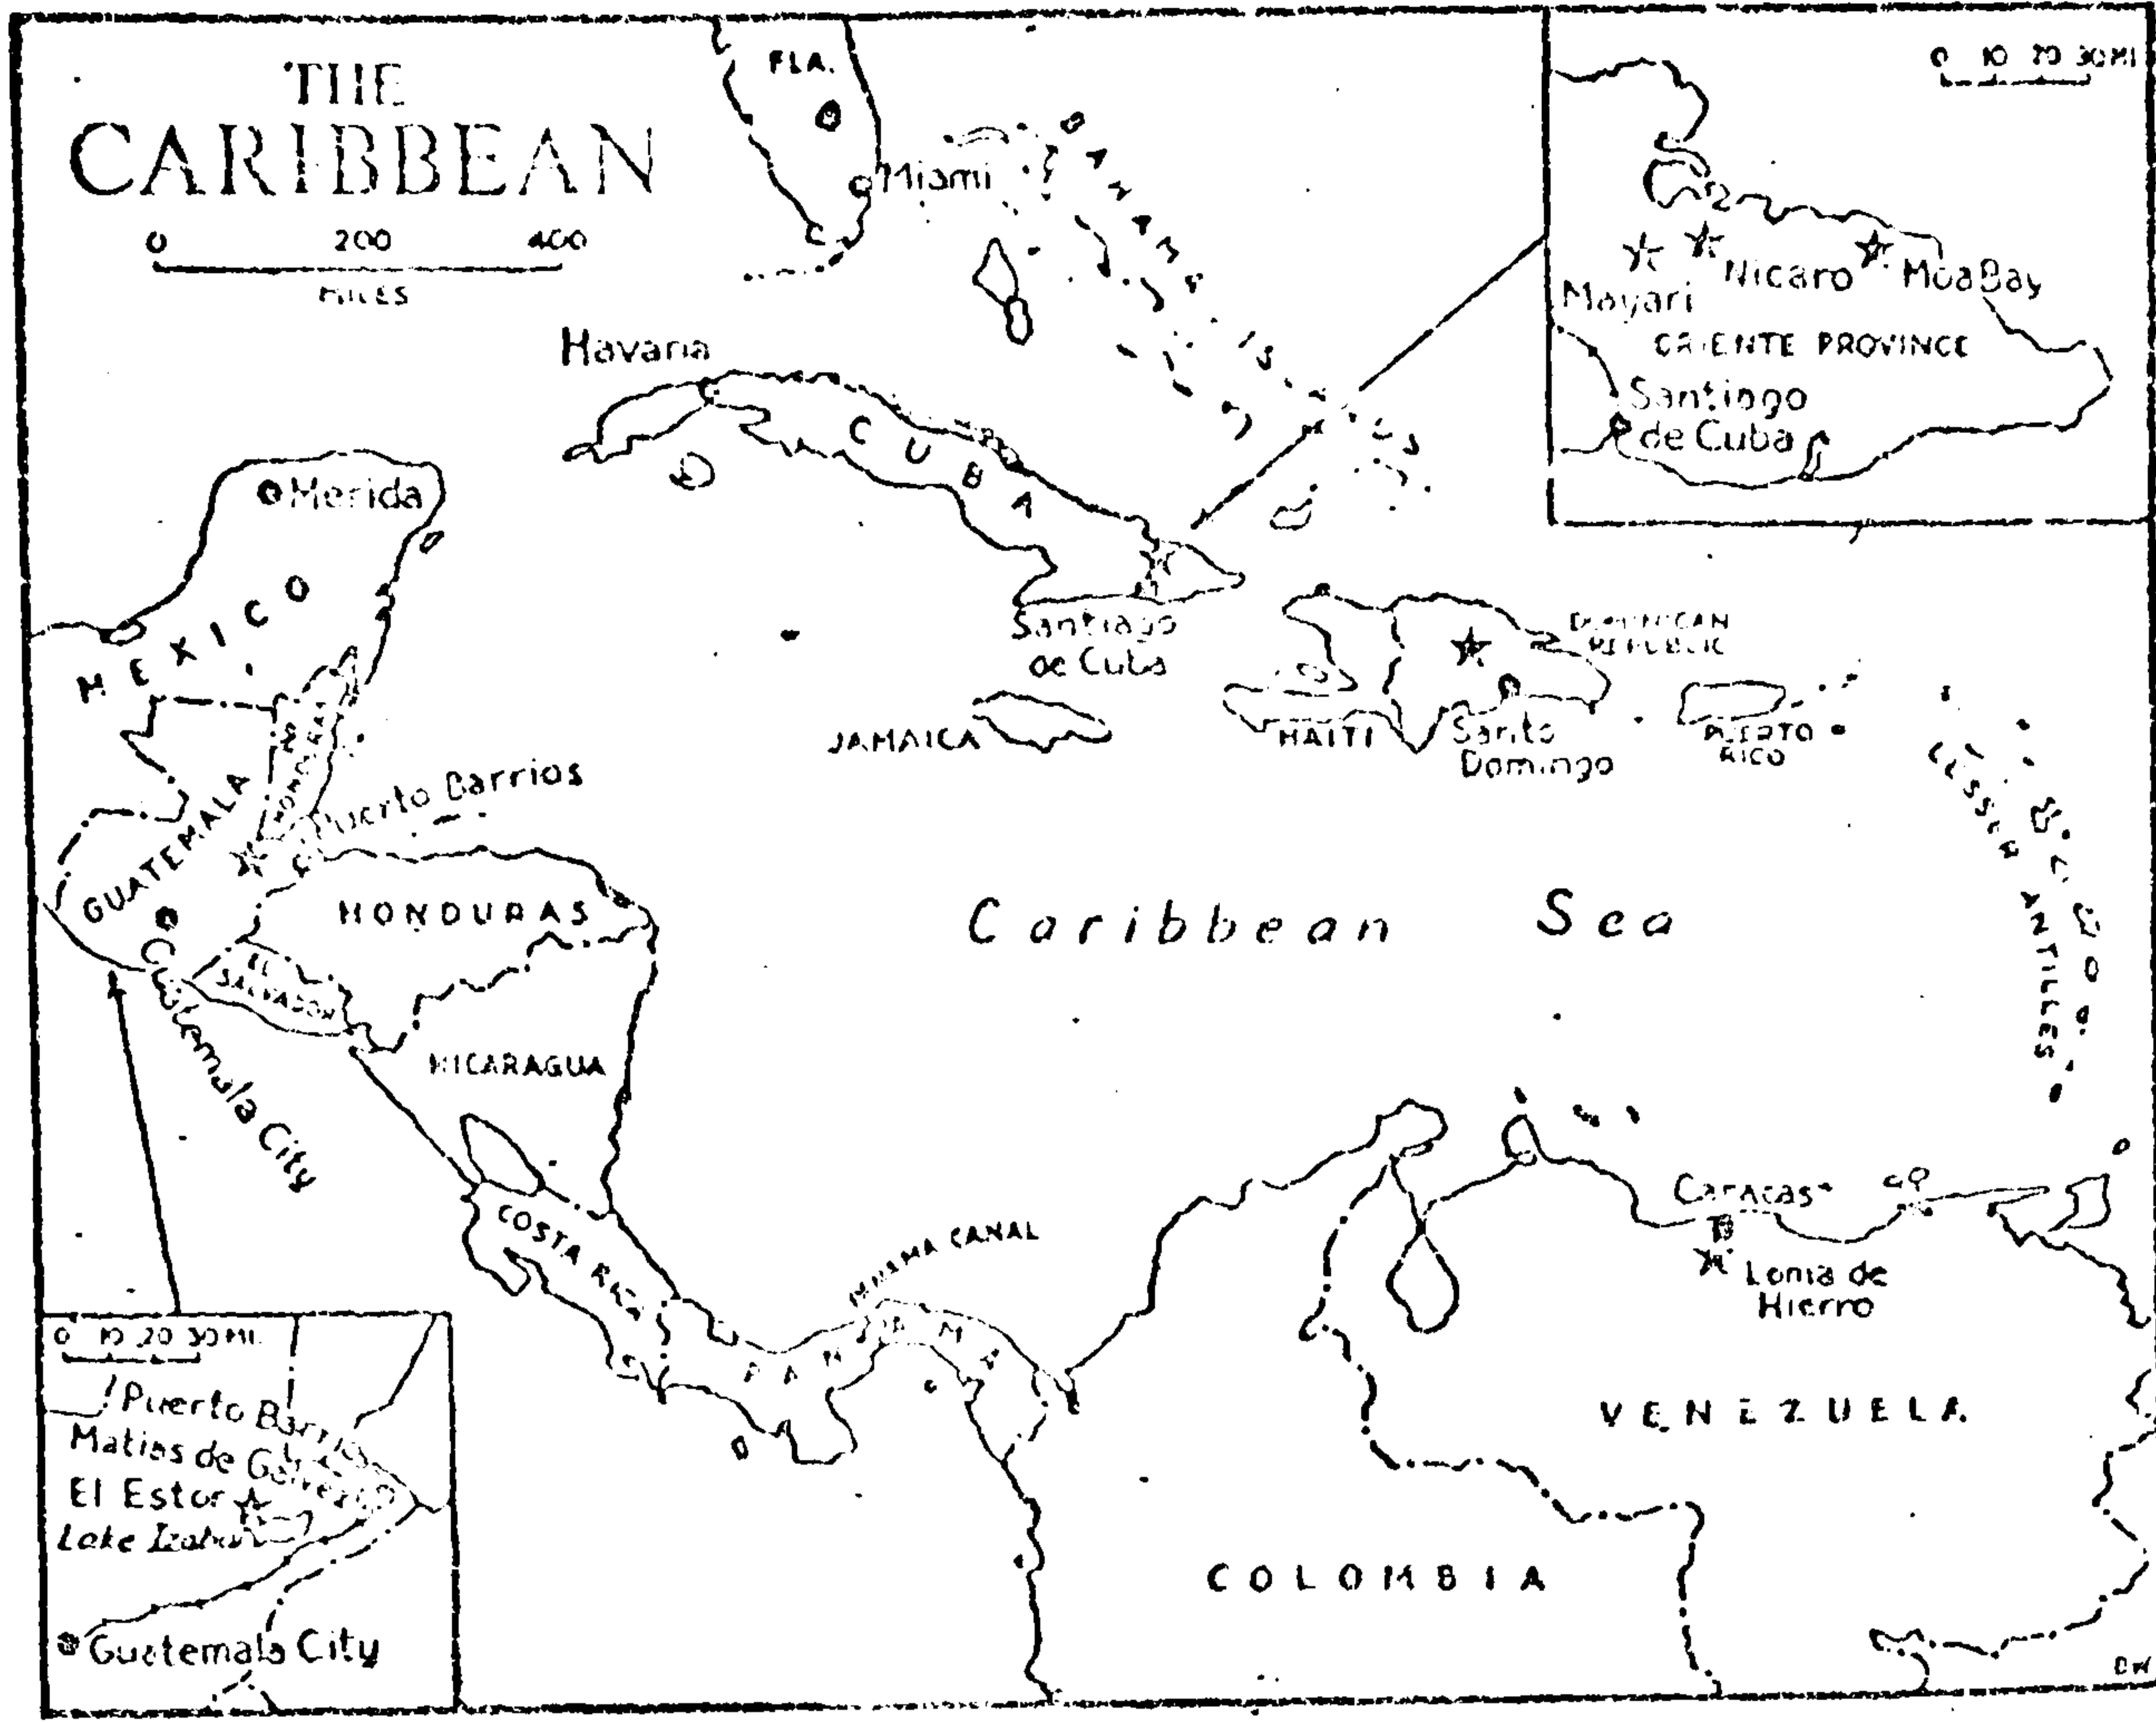 THE
CARIBBEAN
0 200 400
MILES
FLA.
Miami
BAHAMAS
Havana
CUBA
Santiago
de Cuba
0 10 20 30 MI
Mayari
Nicaro
Moa Bay
ORIENTE PROVINCE
Santiago
de Cuba
Merida
MEXICO
JAMAICA
HAITI
DOMINICAN
REPUBLIC
Santo
Domingo
PUERTO
RICO
LESSER ANTILLES
Puerto Barrios
GUATEMALA
HONDURAS
EL
SALVADOR
Guatemala City
NICARAGUA
Caribbean Sea
COSTA RICA
PANAMA CANAL
PANAMA
Caracas
Loma de
Hierro
VENEZUELA
COLOMBIA
0 10 20 30 MI.
Puerto Barrios
Matias de Galvez
El Estor
Lake Izabal
Guatemala City